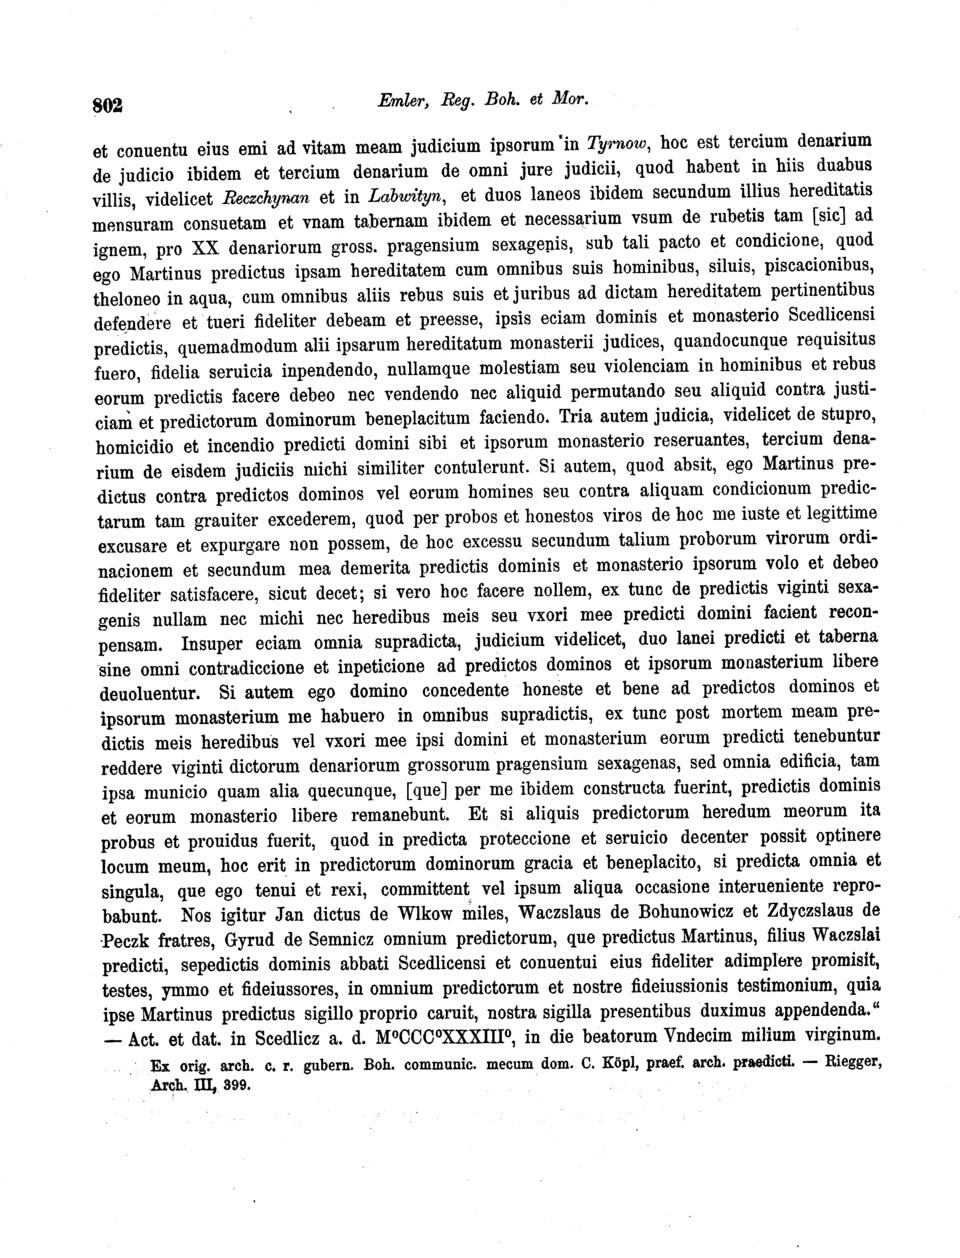 802
Emler, Reg. Boh. et Mor.
et conuentu eius emi ad vitam meam judicium ipsorum in Tyrnow, hoc est tercium denarium
de judicio ibidem et tercium denarium de omni jure judicii, quod habent in hiis duabus
villis, videlicet Reczchynan et in Labwityn, et duos laneos ibidem secundum illius hereditatis
mensuram consuetam et vnam tabernam ibidem et necessarium vsum de rubetis tam [sic] ad
ignem, pro XX denariorum gross. pragensium sexagenis, sub tali pacto et condicione, quod
ego Martinus predictus ipsam hereditatem cum omnibus suis hominibus, siluis, piscacionibus,
theloneo in aqua, cum omnibus aliis rebus suis et juribus ad dictam hereditatem pertinentibus
defendere et tueri fideliter debeam et preesse, ipsis eciam dominis et monasterio Scedlicensi
predictis, quemadmodum alii ipsarum hereditatum monasterii judices, quandocunque requisitus
fuero, fidelia seruicia inpendendo, nullamque molestiam seu violenciam in hominibus et rebus
eorum predictis facere debeo nec vendendo nec aliquid permutando seu aliquid contra justi-
ciam et predictorum dominorum beneplacitum faciendo. Tria autem judicia, videlicet de stupro,
homicidio et incendio predicti domini sibi et ipsorum monasterio reseruantes, tercium dena-
rium de eisdem judiciis michi similiter contulerunt. Si autem, quod absit, ego Martinus pre-
dictus contra predictos dominos vel eorum homines seu contra aliquam condicionum predic-
tarum tam grauiter excederem, quod per probos et honestos viros de hoc me iuste et legittime
excusare et expurgare non possem, de hoc excessu secundum talium proborum virorum ordi-
nacionem et secundum mea demerita predictis dominis et monasterio ipsorum volo et debeo
fideliter satisfacere, sicut decet; si vero hoc facere nollem, ex tunc de predictis viginti sexa-
genis nullam nec michi nec heredibus meis seu vxori mee predicti domini facient recon-
pensam. Insuper eciam omnia supradicta, judicium videlicet, duo lanei predicti et taberna
sine omni contradiccione et inpeticione ad predictos dominos et ipsorum monasterium libere
deuoluentur. Si autem ego domino concedente honeste et bene ad predictos dominos et
ipsorum monasterium me habuero in omnibus supradictis, ex tunc post mortem meam pre-
dictis meis heredibus vel vxori mee ipsi domini et monasterium eorum predicti tenebuntur
reddere viginti dictorum denariorum grossorum pragensium sexagenas, sed omnia edificia, tam
ipsa municio quam alia quecunque, [que] per me ibidem constructa fuerint, predictis dominis
et eorum monasterio libere remanebunt. Et si aliquis predictorum heredum meorum ita
probus et prouidus fuerit, quod in predicta proteccione et seruicio decenter possit optinere
locum meum, hoc erit in predictorum dominorum gracia et beneplacito, si predicta omnia et
singula, que ego tenui et rexi, committent vel ipsum aliqua occasione interueniente repro-
babunt. Nos igitur Jan dictus de Wlkow miles, Waczslaus de Bohunowicz et Zdyczslaus de
Peczk fratres, Gyrud de Semnicz omnium predictorum, que predictus Martinus, filius Waczslai
predicti, sepedictis dominis abbati Scedlicensi et conuentui eius fideliter adimplere promisit,
testes, ymmo et fideiussores, in omnium predictorum et nostre fideiussionis testimonium, quia
ipse Martinus predictus sigillo proprio caruit, nostra sigilla presentibus duximus appendenda.“
— Act. et dat. in Scedlicz a. d. M⁰CCC⁰XXXIII⁰, in die beatorum Vndecim milium virginum.
Ex orig. arch. c. r. gubern. Boh. communic. mecum dom. C. Köpl, praef. arch. praedicti. — Riegger,
Arch. III, 399.